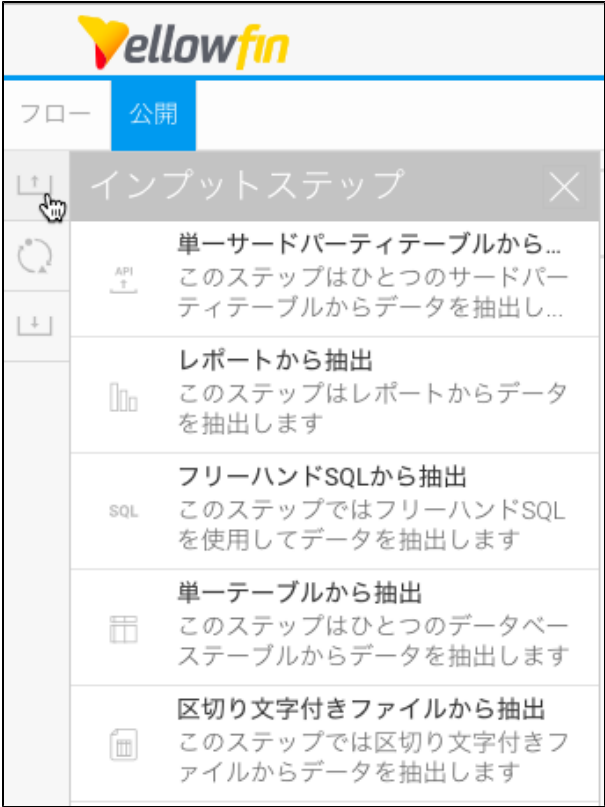 Yellowfin
フロー 公開
インプットステップ
単一サードパーティテーブルから...
API
このステップはひとつのサードパー
ティテーブルからデータを抽出し...
レポートから抽出
このステップはレポートからデータ
を抽出します
フリーハンドSQLから抽出
SQL
このステップではフリーハンドSQL
を使用してデータを抽出します
単一テーブルから抽出
このステップはひとつのデータベー
ステーブルからデータを抽出します
区切り文字付きファイルから抽出
このステップでは区切り文字付きフ
ァイルからデータを抽出します